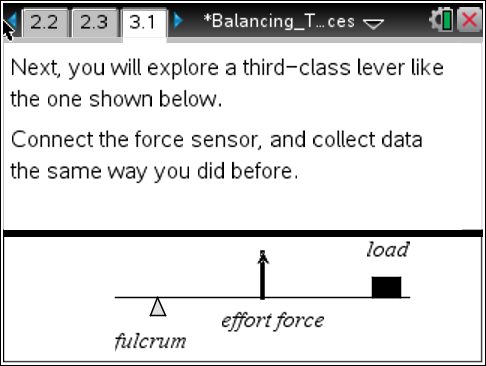 2.2 2.3 3.1 *Balancing_T...ces
Next, you will explore a third-class lever like
the one shown below.
Connect the force sensor, and collect data
the same way you did before.
load
effort force
fulcrum